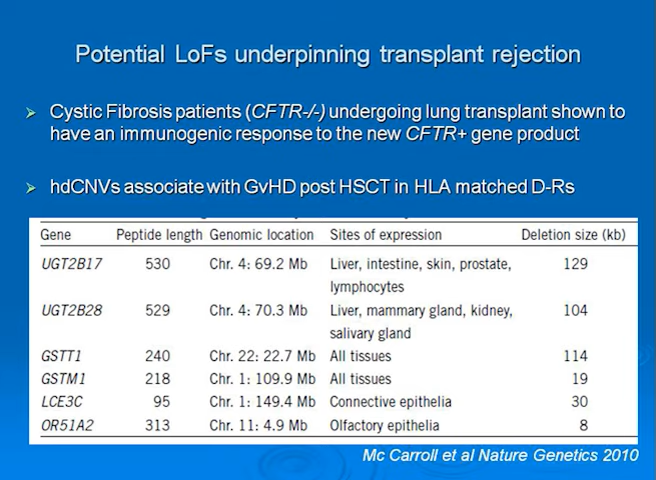 Potential LoFs underpinning transplant rejection
Cystic Fibrosis patients (CFTR-/-) undergoing lung transplant shown to
have an immunogenic response to the new CFTR+ gene product
hdCNVs associate with GvHD post HSCT in HLA matched D-Rs
Gene Peptide length Genomic location Sites of expression Deletion size (kb)
UGT2B17 530 Chr. 4: 69.2 Mb Liver, intestine, skin, prostate, 129
lymphocytes
UGT2B28 529 Chr. 4: 70.3 Mb Liver, mammary gland, kidney, 104
salivary gland
GSTT1 240 Chr. 22: 22.7 Mb All tissues 114
GSTM1 218 Chr. 1: 109.9 Mb All tissues 19
LCE3C 95 Chr. 1: 149.4 Mb Connective epithelia 30
OR51A2 313 Chr. 11: 4.9 Mb Olfactory epithelia 8
Mc Carroll et al Nature Genetics 2010